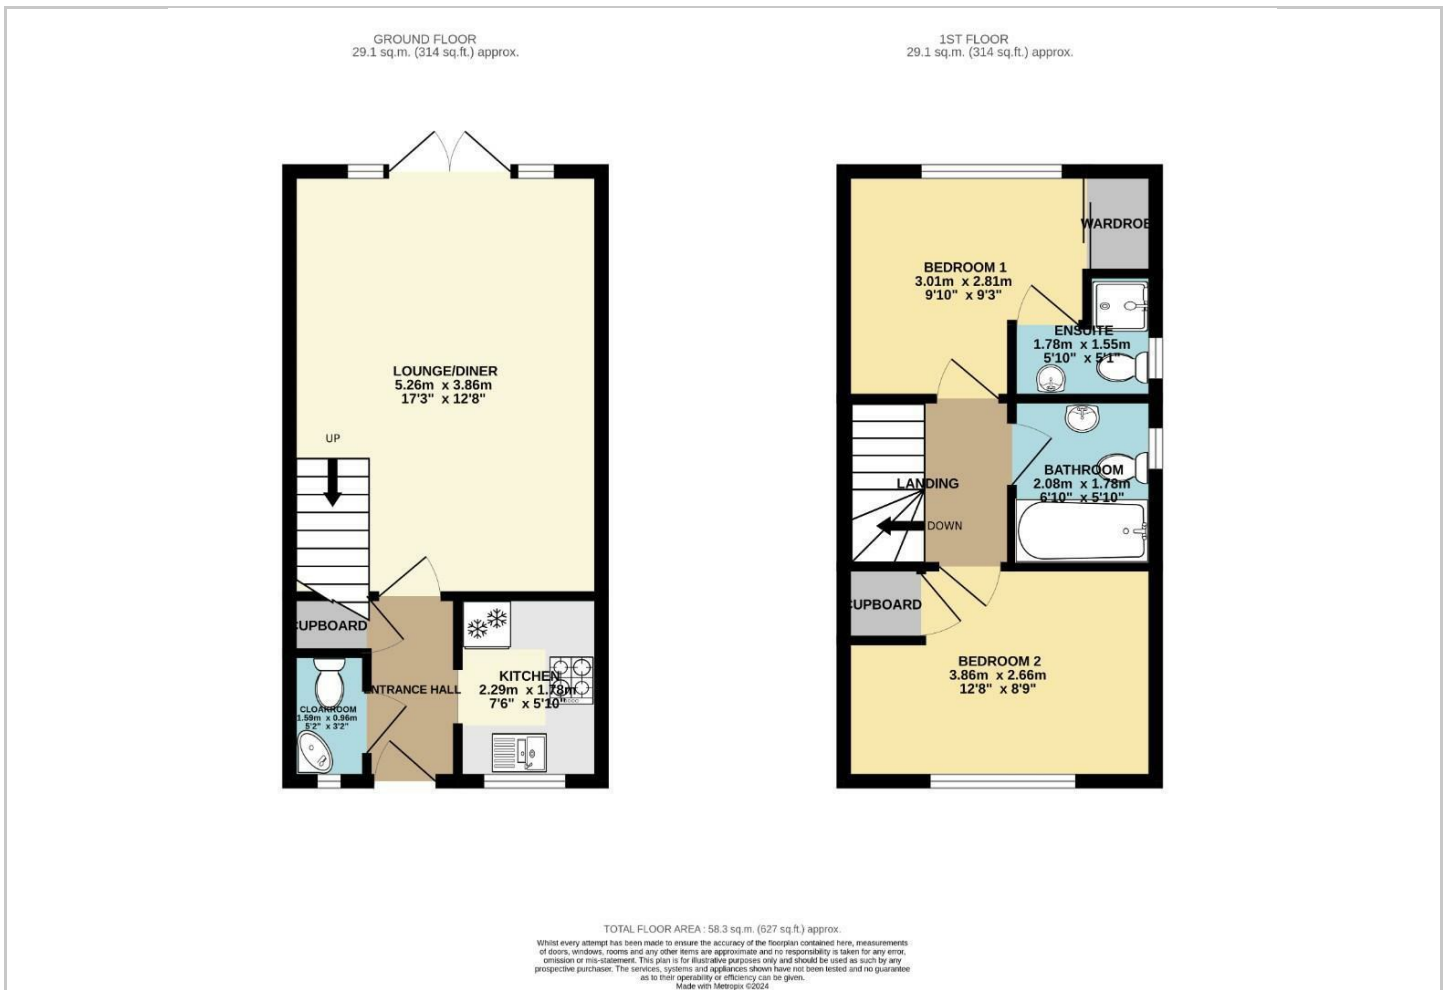 GROUND FLOOR
29.1 sq.m. (314 sq.ft.) approx.
LOUNGE/DINER
5.26m x 3.86m
17'3" x 12'8"
UP
CUPBOARD
ENTRANCE HALL
KITCHEN
2.29m x 1.78m
7'6" x 5'10"
CLOAKROOM
1.59m x 0.96m
5'2" x 3'2"
1ST FLOOR
29.1 sq.m. (314 sq.ft.) approx.
WARDROBE
BEDROOM 1
3.01m x 2.81m
9'10" x 9'3"
ENSUITE
1.78m x 1.55m
5'10" x 5'1"
BATHROOM
2.08m x 1.78m
6'10" x 5'10"
LANDING
DOWN
CUPBOARD
BEDROOM 2
3.86m x 2.66m
12'8" x 8'9"
TOTAL FLOOR AREA : 58.3 sq.m. (627 sq.ft.) approx.
Whilst every attempt has been made to ensure the accuracy of the floorplan contained here, measurements
of doors, windows, rooms and any other items are approximate and no responsibility is taken for any error,
omission or mis-statement. This plan is for illustrative purposes only and should be used as such by any
prospective purchaser. The services, systems and appliances shown have not been tested and no guarantee
as to their operability or efficiency can be given.
Made with Metropix ©2024